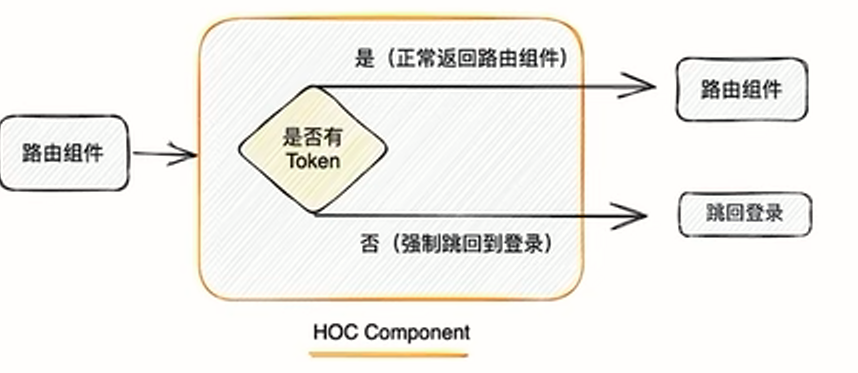 是（正常返回路由组件）
路由组件
是否有
Token
路由组件
跳回登录
否（强制跳回到登录）
HOC Component